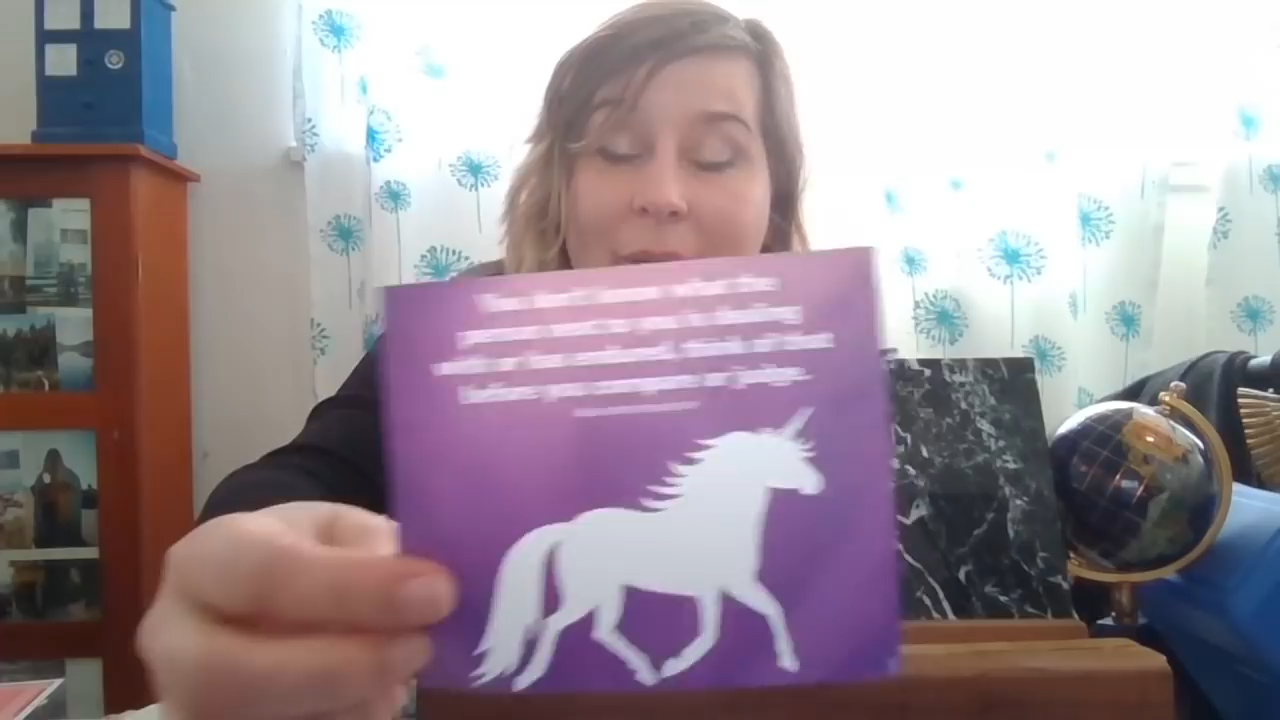 You don't know what the
person next to you is dealing
with or has endured, think of that
before you compare or judge.